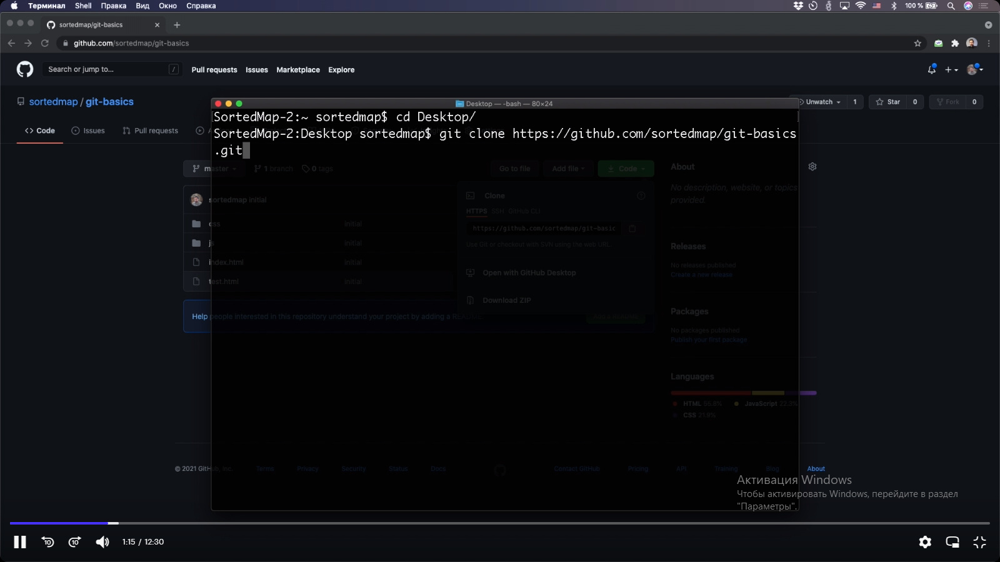 Терминал Shell Правка Вид Окно Справка 100 %
sortedmap/git-basics
github.com/sortedmap/git-basics
Search or jump to... / Pull requests Issues Marketplace Explore
sortedmap / git-basics
Unwatch 1 Star 0 Fork 0
Desktop — -bash — 80×24
Code Issues Pull requests
SortedMap-2:~ sortedmap$ cd Desktop/
SortedMap-2:Desktop sortedmap$ git clone https://github.com/sortedmap/git-basics
.git
master 1 branch 0 tags Go to file Add file Code
About
No description, website, or topics
provided.
sortedmap initial
Clone
HTTPS SSH GitHub CLI
css initial
https://github.com/sortedmap/git-basic
js initial
Use Git or checkout with SVN using the web URL.
index.html initial
Open with GitHub Desktop
test.html initial
Download ZIP
Releases
No releases published
Create a new release
Help people interested in this repository understand your project by adding a README. Add a README
Packages
No packages published
Publish your first package
Languages
HTML 55.8% JavaScript 22.3%
CSS 21.9%
© 2021 GitHub, Inc. Terms Privacy Security Status Docs Contact GitHub Pricing API Training Blog About
Активация Windows
Чтобы активировать Windows, перейдите в раздел
"Параметры".
10 10 1:15 / 12:30